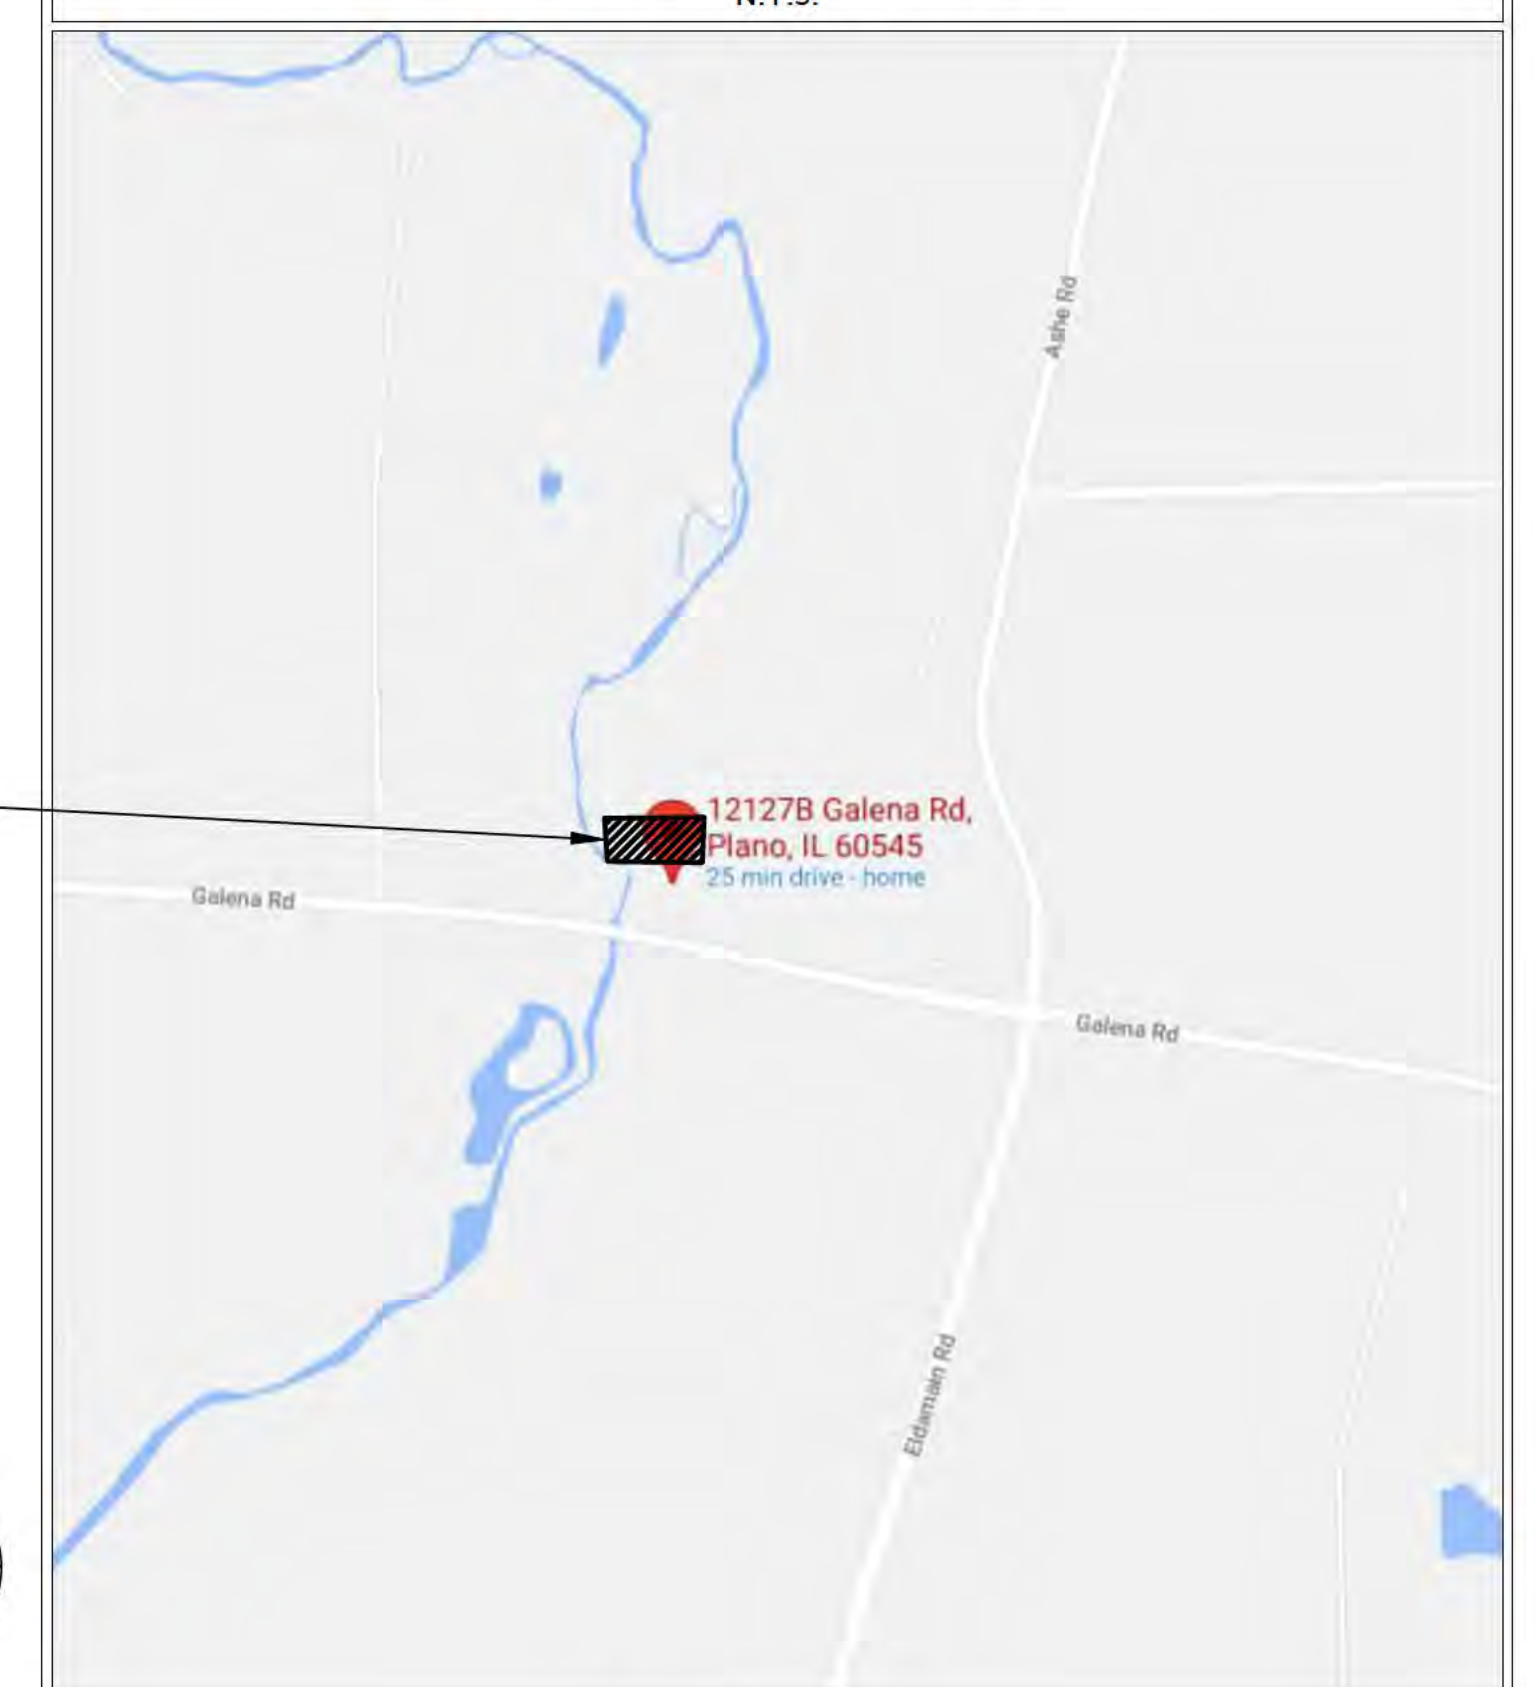 N.T.S.
Ashe Rd
12127B Galena Rd,
Plano, IL 60545
25 min drive - home
Galena Rd
Galena Rd
Eldamain Rd